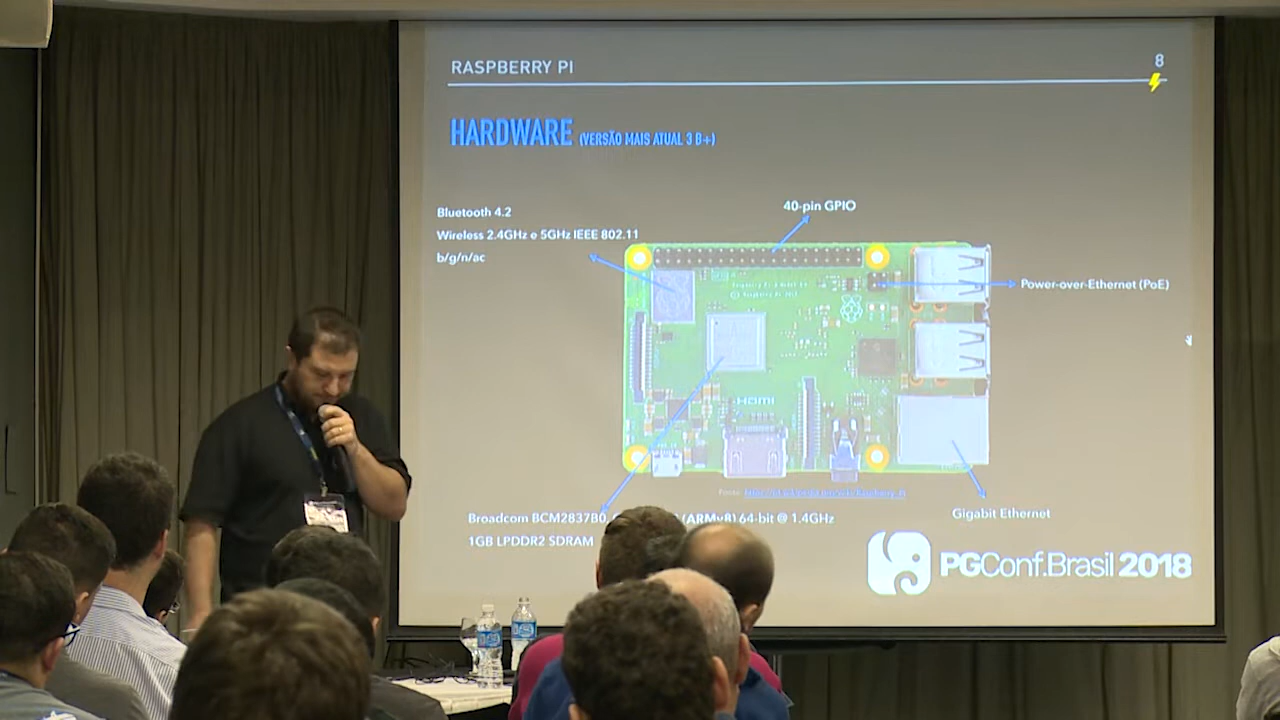 RASPBERRY PI
8
HARDWARE (VERSÃO MAIS ATUAL 3 B+)
40-pin GPIO
Bluetooth 4.2
Wireless 2.4GHz e 5GHz IEEE 802.11
b/g/n/ac
Power-over-Ethernet (PoE)
HDMI
Gigabit Ethernet
Broadcom BCM2837B0, (ARMv8) 64-bit @ 1.4GHz
1GB LPDDR2 SDRAM
PGConf.Brasil 2018